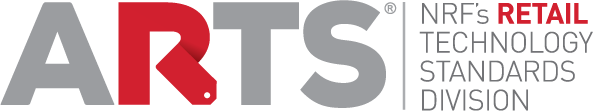 ARTS®
NRF's RETAIL
TECHNOLOGY
STANDARDS
DIVISION